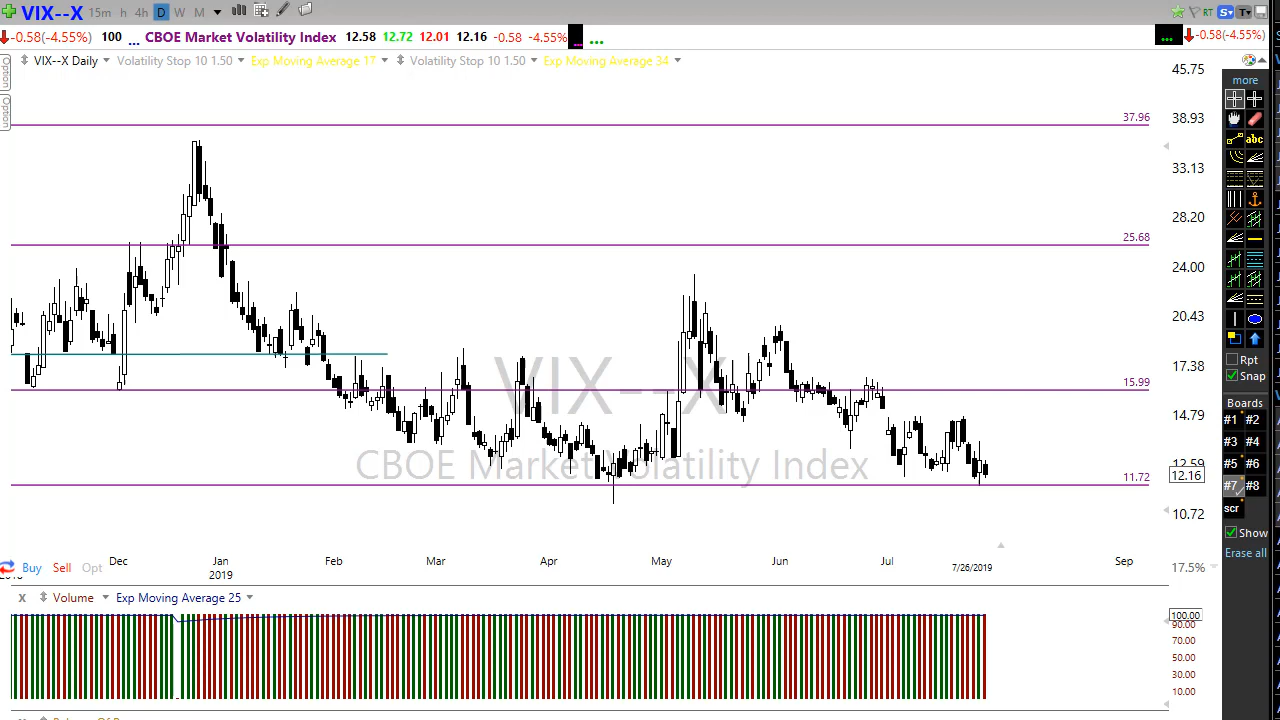 VIX--X 15m h 4h D W M RT S T
-0.58(-4.55%) 100 ... CBOE Market Volatility Index 12.58 12.72 12.01 12.16 -0.58 -4.55% ... ... ... -0.58(-4.55%)
VIX--X Daily Volatility Stop 10 1.50 Exp Moving Average 17 Volatility Stop 10 1.50 Exp Moving Average 34
Option
Option
45.75
38.93
33.13
28.20
24.00
20.43
17.38
14.79
12.59
12.16
10.72
37.96
25.68
15.99
11.72
VIX--X
CBOE Market Volatility Index
more
abc
Rpt
Snap
Boards
#1 #2
#3 #4
#5 #6
#7 #8
scr
Show
Erase all
Buy Sell Opt
Dec Jan Feb Mar Apr May Jun Jul 7/26/2019 Sep
2019
17.5%
X Volume Exp Moving Average 25
100.00
90.00
70.00
50.00
30.00
10.00